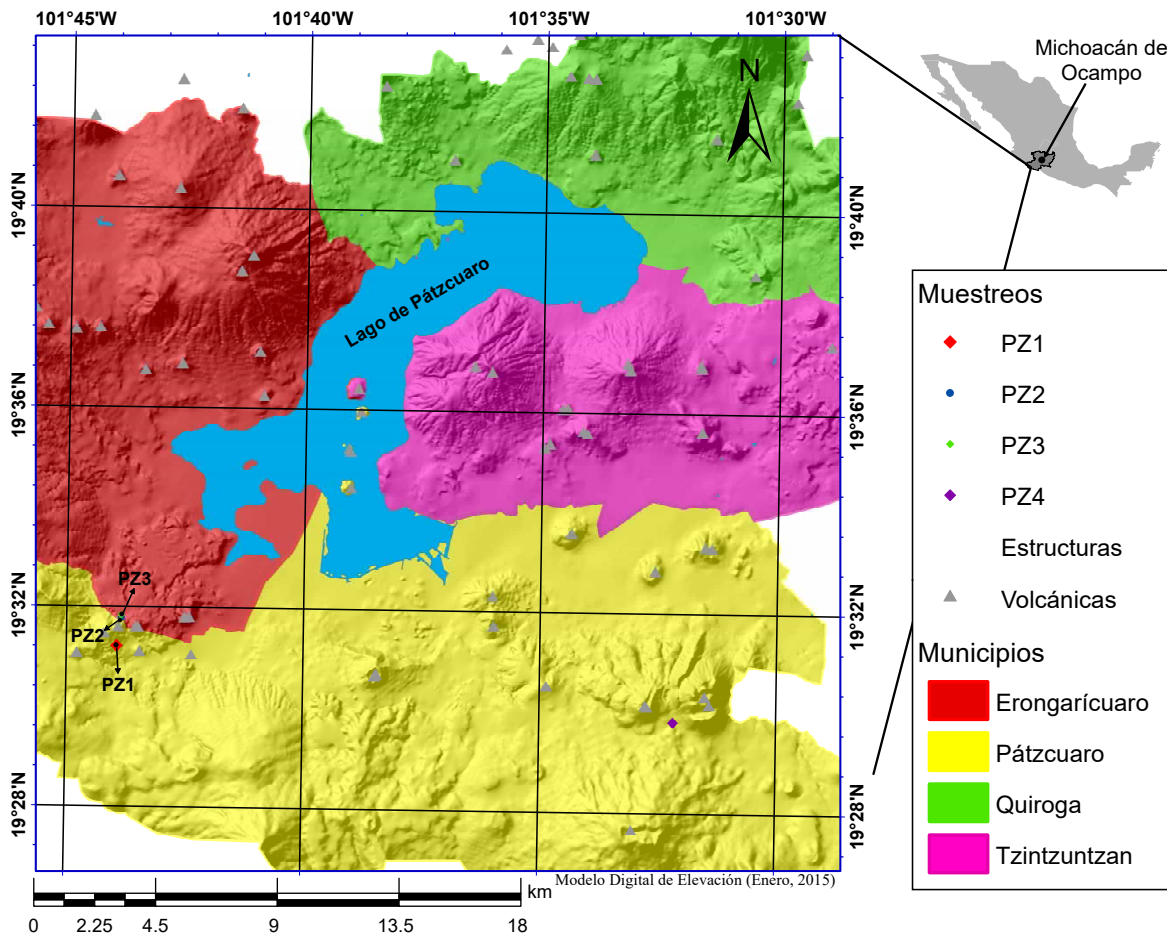 101°45'W 101°40'W 101°35'W 101°30'W
19°40'N
19°36'N
19°32'N
19°28'N
19°40'N
19°36'N
19°32'N
19°28'N
N
Lago de Pátzcuaro
PZ3
PZ2
PZ1
Modelo Digital de Elevación (Enero, 2015)
km
0 2.25 4.5 9 13.5 18
Michoacán de
Ocampo
Muestreos
PZ1
PZ2
PZ3
PZ4
Estructuras
Volcánicas
Municipios
Erongarícuaro
Pátzcuaro
Quiroga
Tzintzuntzan